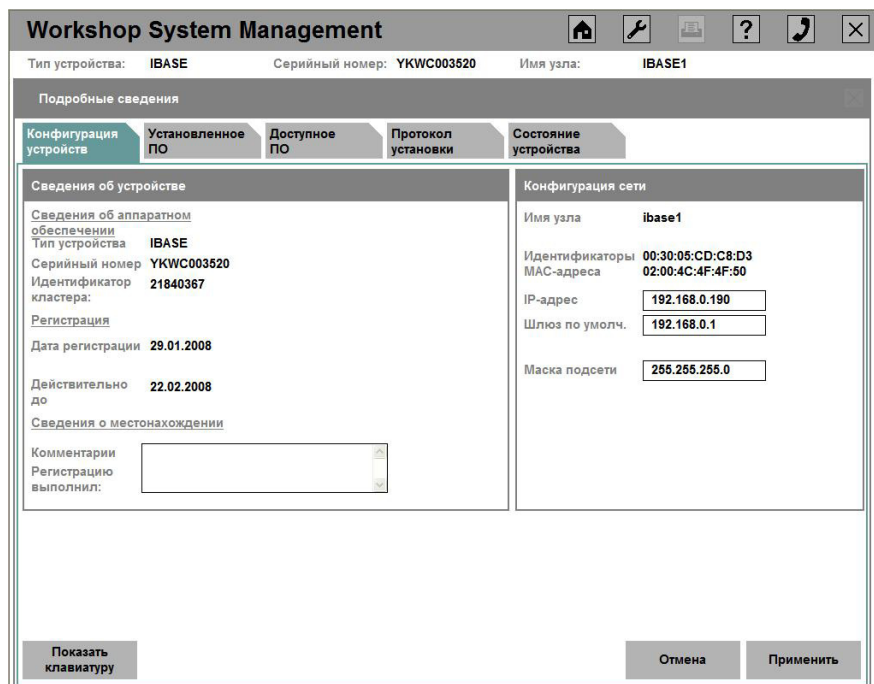 Workshop System Management
?
Тип устройства: IBASE Серийный номер: YKWC003520 Имя узла: IBASE1
Подробные сведения
Конфигурация устройств
Установленное ПО
Доступное ПО
Протокол установки
Состояние устройства
Сведения об устройстве
Сведения об аппаратном
обеспечении
Тип устройства IBASE
Серийный номер YKWC003520
Идентификатор 21840367
кластера:
Регистрация
Дата регистрации 29.01.2008
Действительно 22.02.2008
до
Сведения о местонахождении
Комментарии
Регистрацию
выполнил:
Конфигурация сети
Имя узла ibase1
Идентификаторы 00:30:05:CD:C8:D3
MAC-адреса 02:00:4C:4F:4F:50
IP-адрес 192.168.0.190
Шлюз по умолч. 192.168.0.1
Маска подсети 255.255.255.0
Показать
клавиатуру
Отмена
Применить